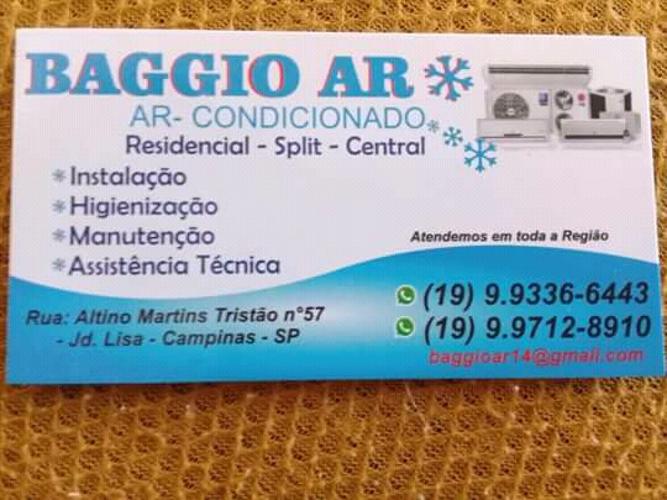 BAGGIO AR
AR- CONDICIONADO
Residencial - Split - Central
Instalação
Higienização
Manutenção
Assistência Técnica
Atendemos em toda a Região
Rua: Altino Martins Tristão n°57
- Jd. Lisa - Campinas - SP
(19) 9.9336-6443
(19) 9.9712-8910
baggioar14@gmail.com